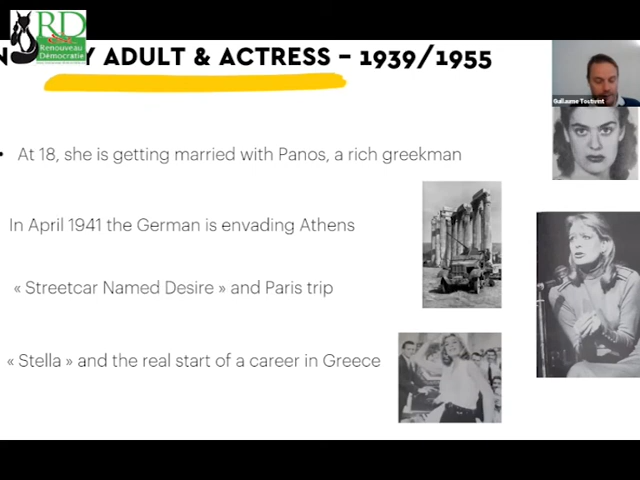 RD
Renouveau
Démocratie
Y ADULT & ACTRESS – 1939/1955
Guillaume Tostivint
• At 18, she is getting married with Panos, a rich greekman
In April 1941 the German is envading Athens
« Streetcar Named Desire » and Paris trip
« Stella » and the real start of a career in Greece